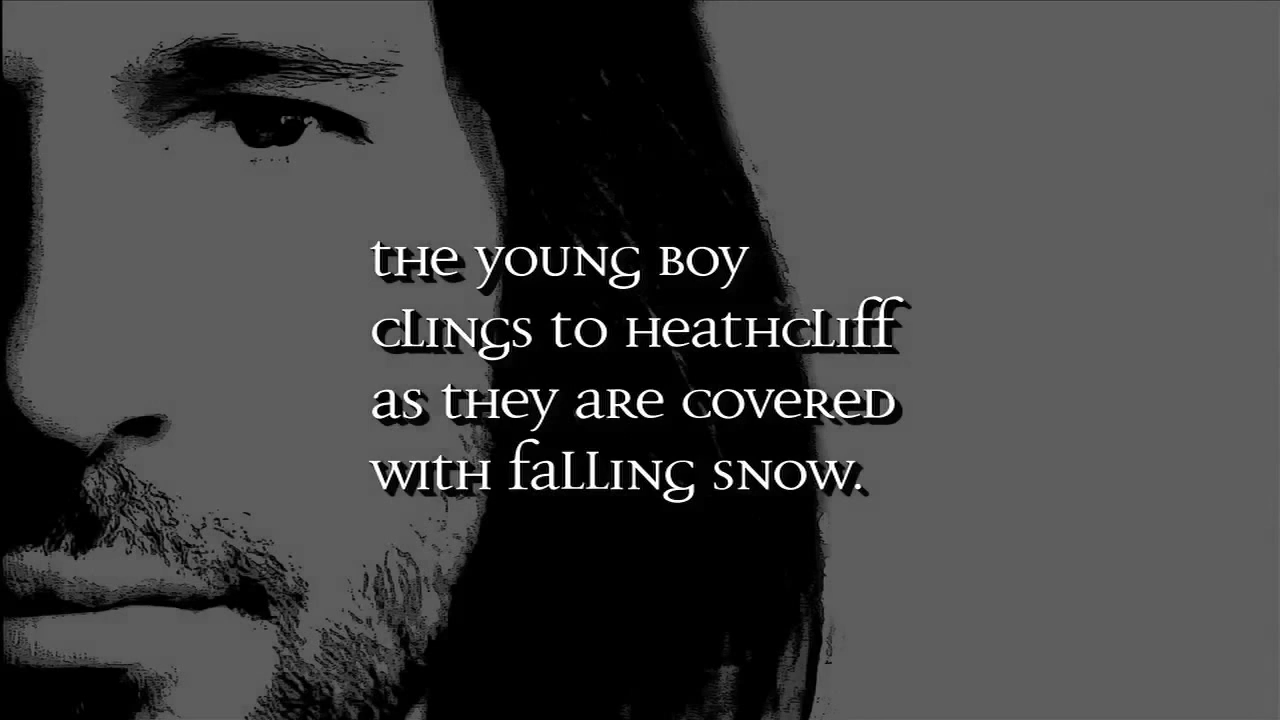 the young boy
clings to heathcliff
as they are covered
with falling snow.